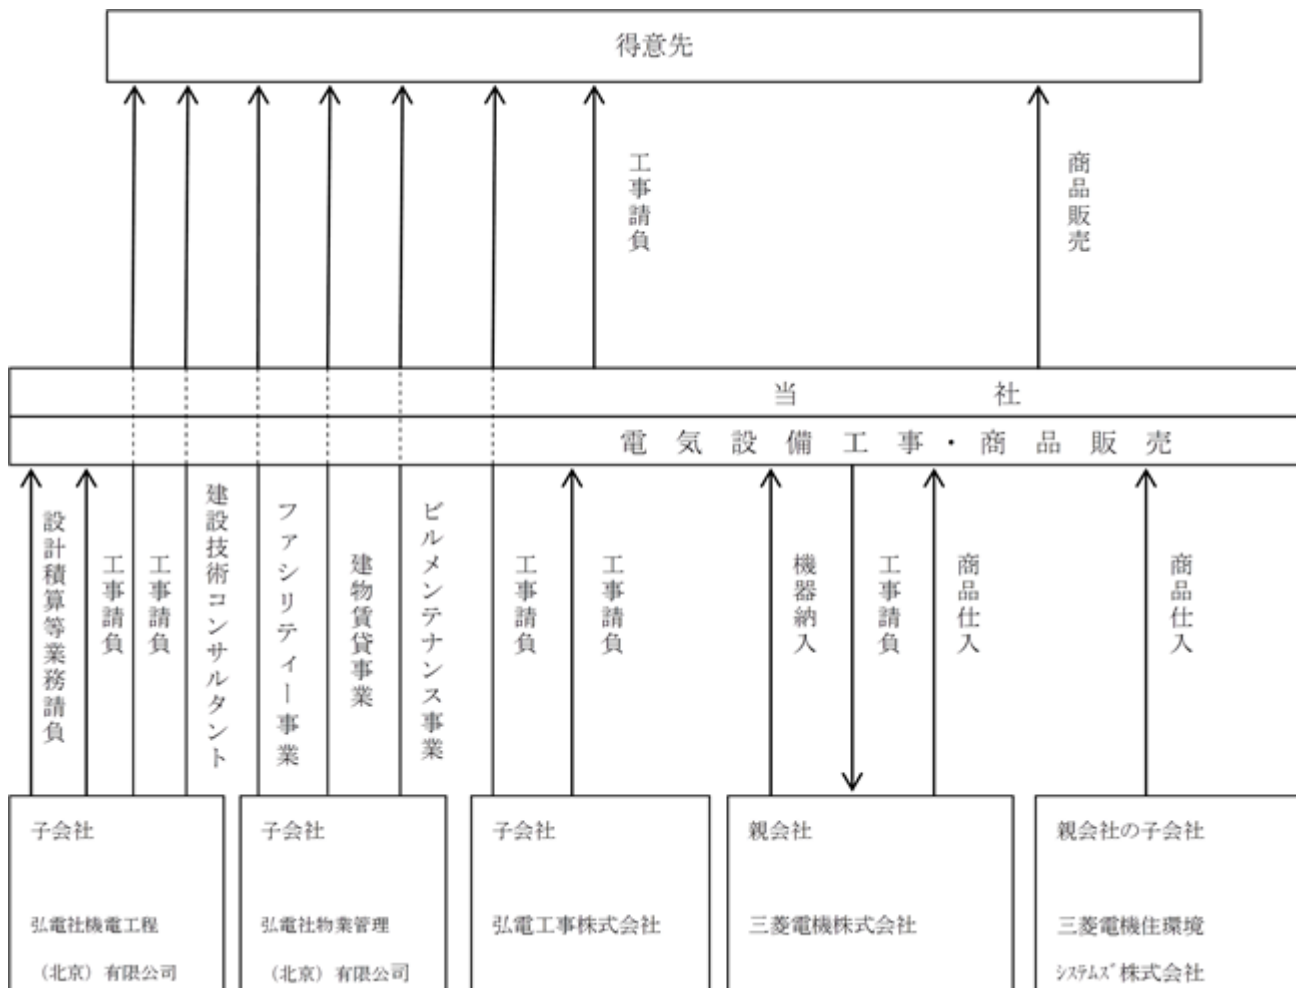 得意先
工事請負
商品販売
当社
電気設備工事・商品販売
設計積算等業務請負
工事請負
工事請負
建設技術コンサルタント
ファシリティー事業
建物賃貸事業
ビルメンテナンス事業
工事請負
工事請負
機器納入
工事請負
商品仕入
商品仕入
子会社
弘電社機電工程
（北京）有限公司
子会社
弘電社物業管理
（北京）有限公司
子会社
弘電工事株式会社
親会社
三菱電機株式会社
親会社の子会社
三菱電機住環境
ｼｽﾃﾑｽﾞ株式会社